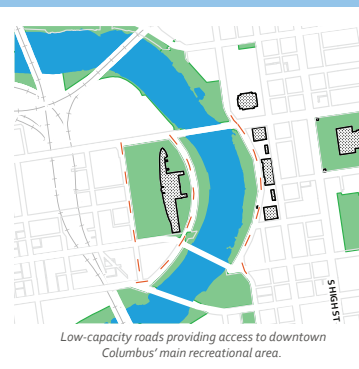 S HIGH ST
Low-capacity roads providing access to downtown
Columbus’ main recreational area.